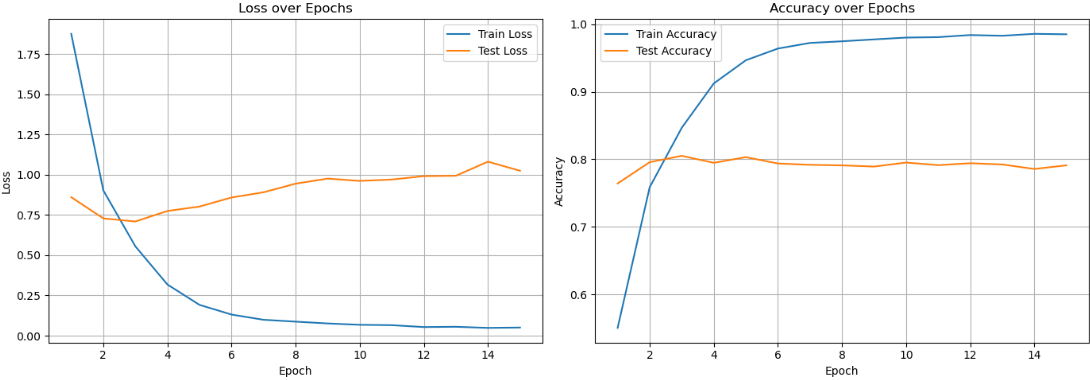 Loss over Epochs
Train Loss
Test Loss
1.75
1.50
1.25
1.00
0.75
0.50
0.25
0.00
Loss
2 4 6 8 10 12 14
Epoch
Accuracy over Epochs
Train Accuracy
Test Accuracy
1.0
0.9
0.8
0.7
0.6
Accuracy
2 4 6 8 10 12 14
Epoch